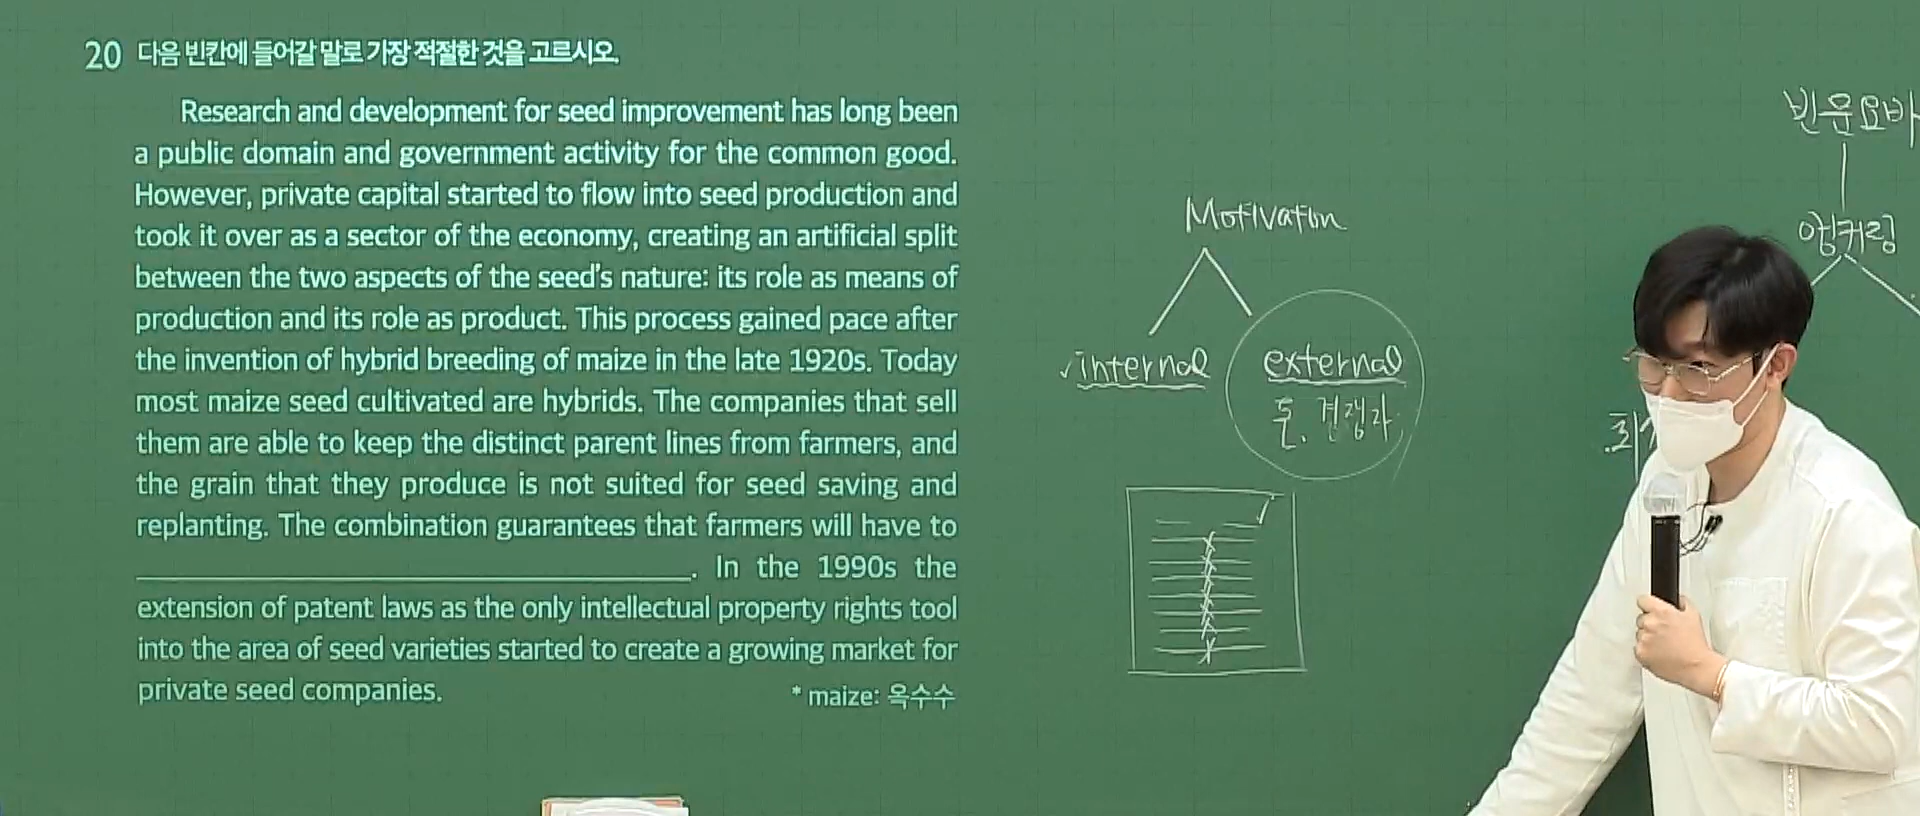 20 다음 빈칸에 들어갈 말로 가장 적절한 것을 고르시오.
Research and development for seed improvement has long been
a public domain and government activity for the common good.
However, private capital started to flow into seed production and
took it over as a sector of the economy, creating an artificial split
between the two aspects of the seed's nature: its role as means of
production and its role as product. This process gained pace after
the invention of hybrid breeding of maize in the late 1920s. Today
most maize seed cultivated are hybrids. The companies that sell
them are able to keep the distinct parent lines from farmers, and
the grain that they produce is not suited for seed saving and
replanting. The combination guarantees that farmers will have to
. In the 1990s the
extension of patent laws as the only intellectual property rights tool
into the area of seed varieties started to create a growing market for
private seed companies.
* maize: 옥수수
Motivation
internal
external
돈. 경쟁자
빈운요바
앵커링